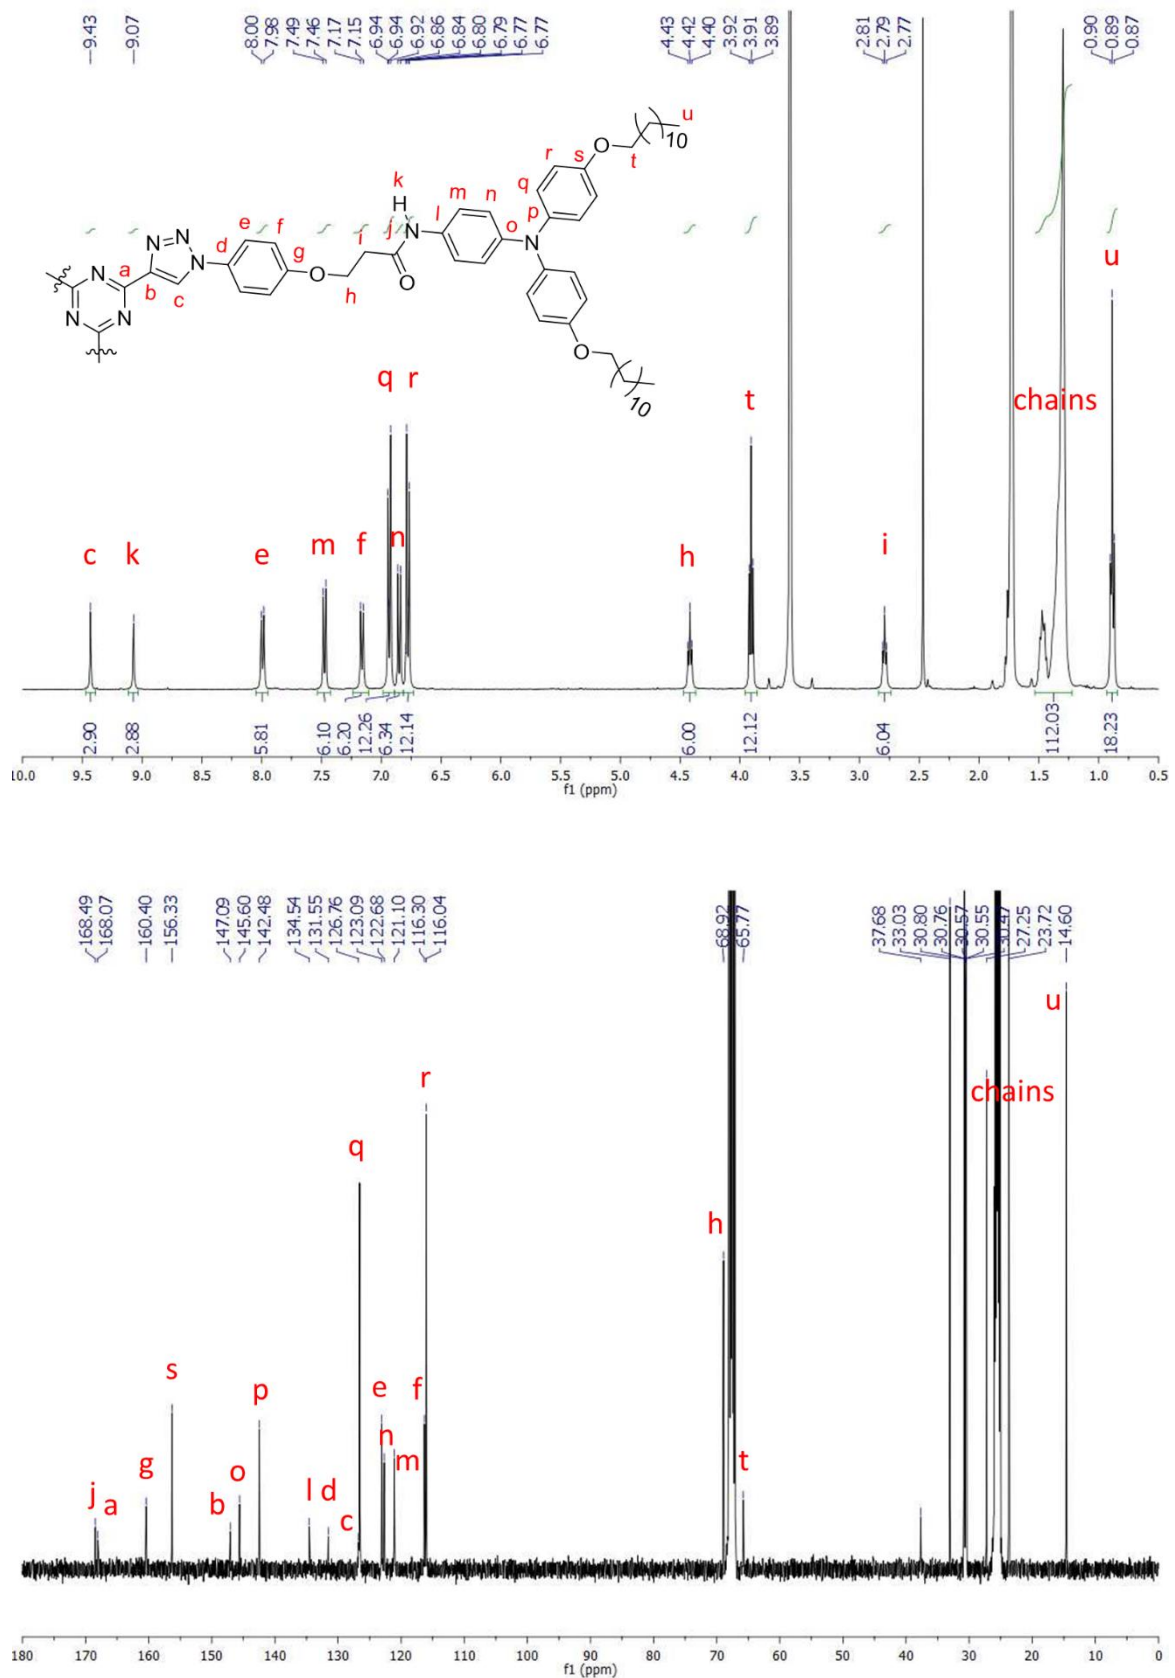 9.43 9.07 8.00 7.98 7.49 7.46 7.17 7.15 6.94 6.94 6.92 6.86 6.84 6.80 6.79 6.77 6.77 4.43 4.42 4.40 3.92 3.91 3.89 2.81 2.79 2.77 0.90 0.89 0.87
u
10
r s O t
k q
H m n p
N l o
e f j N
N N i
d g
N a N O O
N b c h
N N
O
10
u
q r
t chains
c k e m f n h i u
2.90 2.88 5.81 6.10 6.20 12.26 6.34 12.14 6.00 12.12 6.04 112.03 18.23
10.0 9.5 9.0 8.5 8.0 7.5 7.0 6.5 6.0 5.5 5.0 4.5 4.0 3.5 3.0 2.5 2.0 1.5 1.0 0.5
f1 (ppm)
168.49 168.07 160.40 156.33 147.09 145.60 142.48 134.54 131.55 126.76 123.09 122.68 121.10 116.30 116.04 68.92 65.77 37.68 33.03 30.80 30.76 30.57 30.55 30.47 27.25 23.72 14.60
u
r chains
q
h
s p e f
n
g o m t
j a b l d c
180 170 160 150 140 130 120 110 100 90 80 70 60 50 40 30 20 10 0
f1 (ppm)